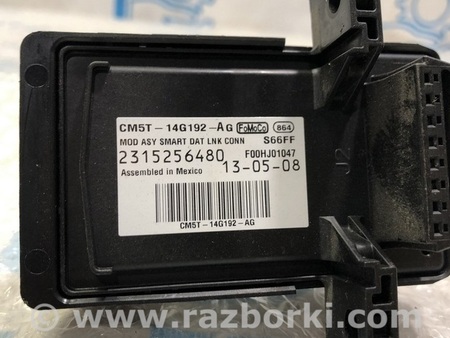 CM5T-14G192-AG FoMoCo 864
MOD ASY SMART DAT LNK CONN S66FF
2315256480 F00HJ01047
Assembled in Mexico 13-05-08
CM5T-14G192-AG
J2
www.razborki.com